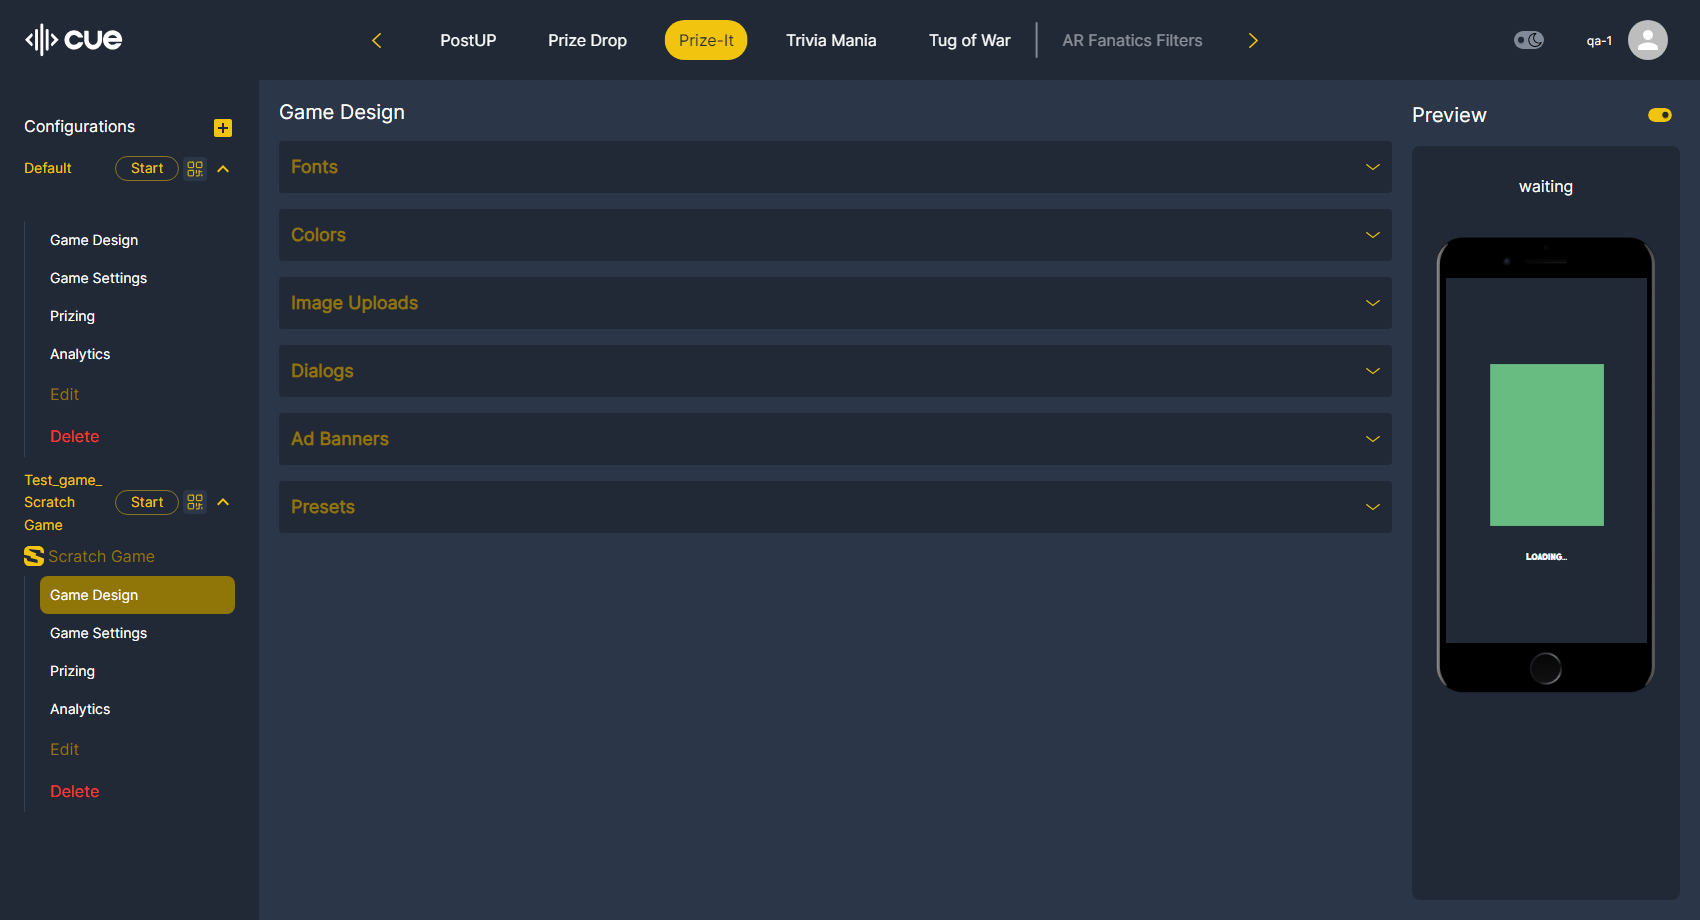 cue
PostUP
Prize Drop
Prize-It
Trivia Mania
Tug of War
AR Fanatics Filters
qa-1
Configurations
Default
Start
Game Design
Game Settings
Prizing
Analytics
Edit
Delete
Test_game_
Scratch
Game
Start
Scratch Game
Game Design
Game Settings
Prizing
Analytics
Edit
Delete
Game Design
Fonts
Colors
Image Uploads
Dialogs
Ad Banners
Presets
Preview
waiting
LOADING...